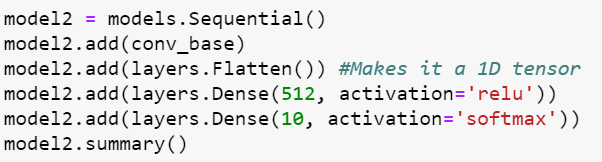 model2 = models.Sequential()
model2.add(conv_base)
model2.add(layers.Flatten()) #Makes it a 1D tensor
model2.add(layers.Dense(512, activation='relu'))
model2.add(layers.Dense(10, activation='softmax'))
model2.summary()